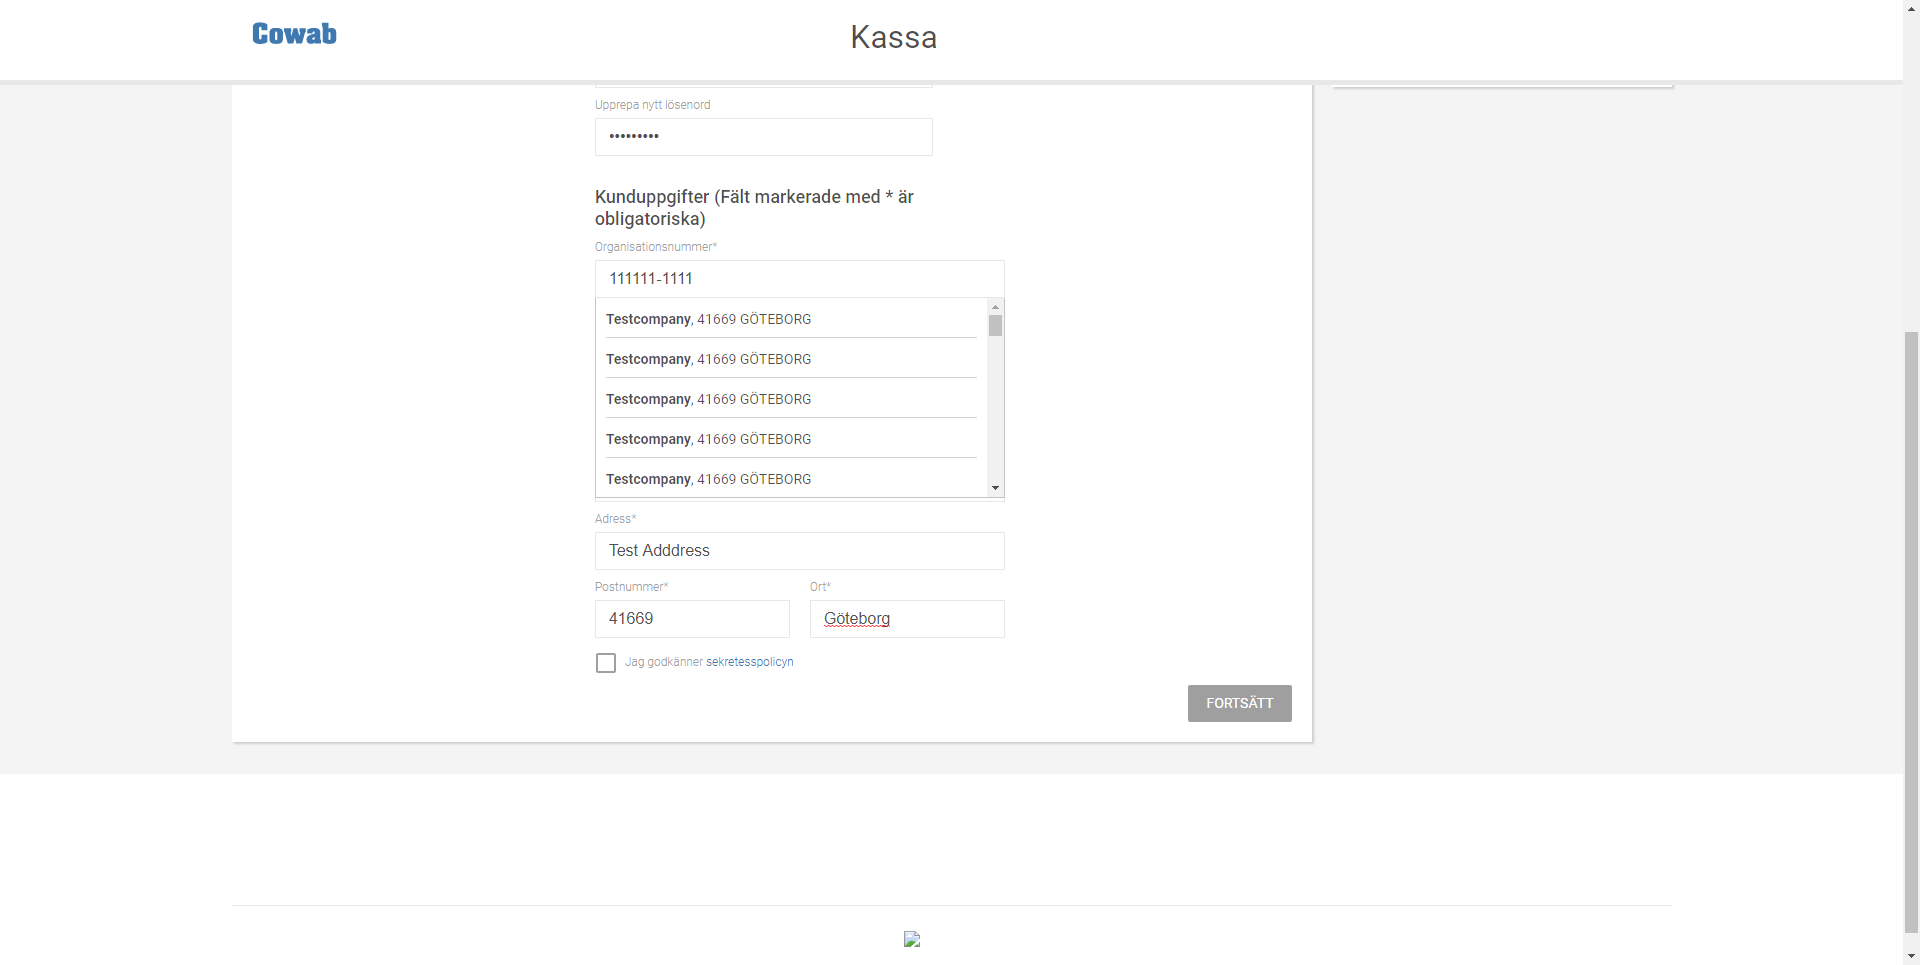 Cowab
Kassa
Upprepa nytt lösenord
•••••••••
Kunduppgifter (Fält markerade med * är
obligatoriska)
Organisationsnummer*
111111-1111
Testcompany, 41669 GÖTEBORG
Testcompany, 41669 GÖTEBORG
Testcompany, 41669 GÖTEBORG
Testcompany, 41669 GÖTEBORG
Testcompany, 41669 GÖTEBORG
Adress*
Test Adddress
Postnummer* Ort*
41669 Göteborg
Jag godkänner sekretesspolicyn
FORTSÄTT